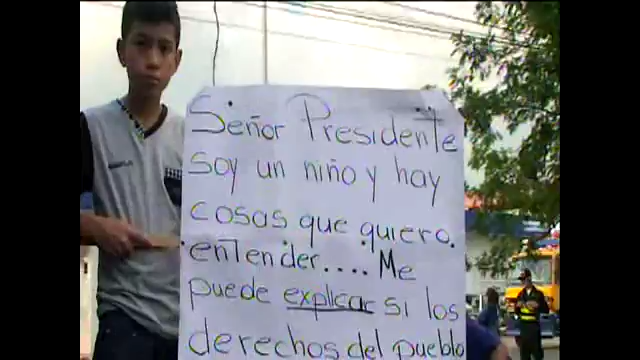 Señor Presidente
soy un niño y hay
cosas que quiero.
entender.... Me
puede explicar si los
derechos del pueblo